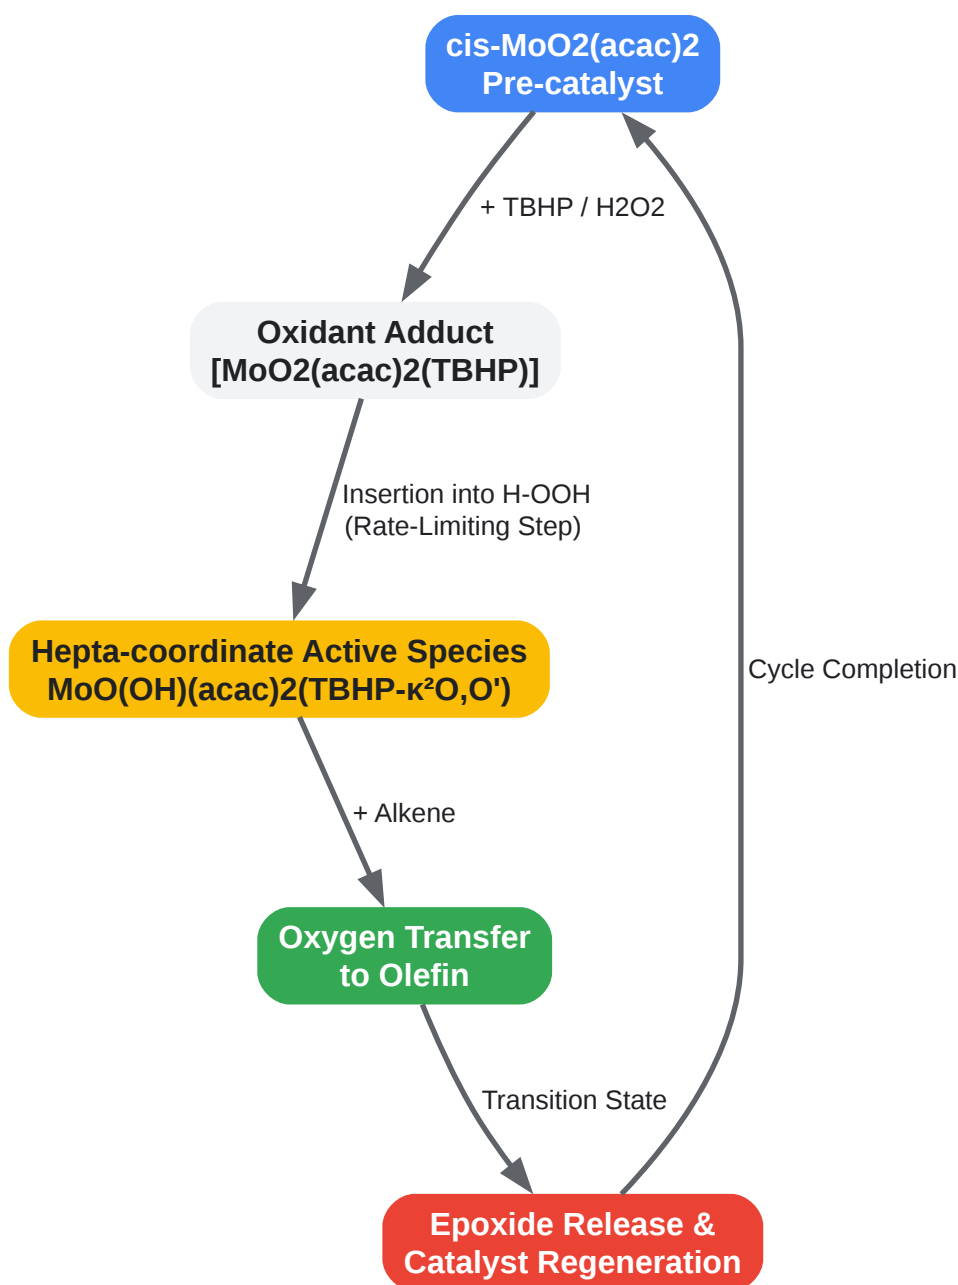 cis-MoO2(acac)2
Pre-catalyst
+ TBHP / H2O2
Oxidant Adduct
[MoO2(acac)2(TBHP)]
Insertion into H-OOH
(Rate-Limiting Step)
Hepta-coordinate Active Species
MoO(OH)(acac)2(TBHP-κ²O,O')
Cycle Completion
+ Alkene
Oxygen Transfer
to Olefin
Transition State
Epoxide Release &
Catalyst Regeneration